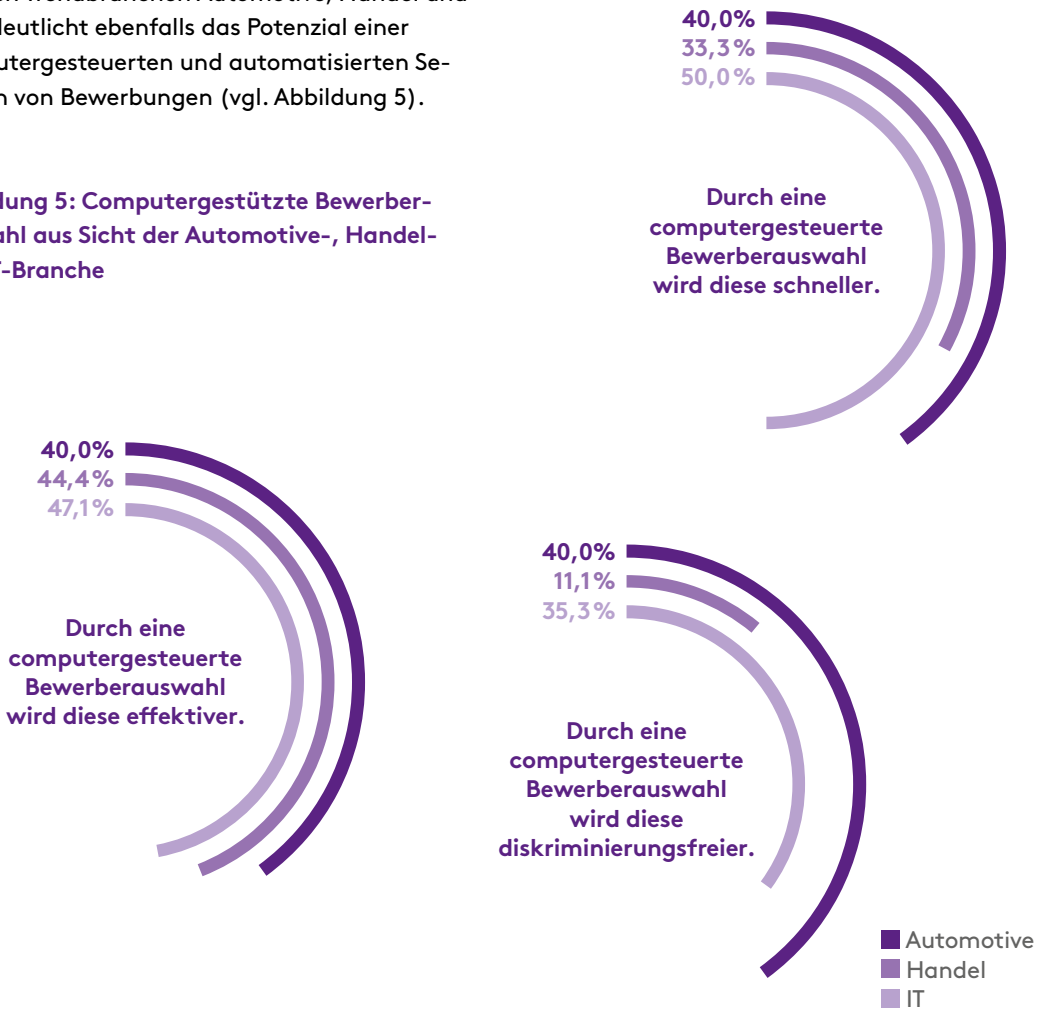 deutlicht ebenfalls das Potenzial einer
utergesteuerten und automatisierten Se-
n von Bewerbungen (vgl. Abbildung 5).
dung 5: Computergestützte Bewerber-
ahl aus Sicht der Automotive-, Handel-
-Branche
40,0%
33,3%
50,0%
Durch eine
computergesteuerte
Bewerberauswahl
wird diese schneller.
40,0%
44,4%
47,1%
Durch eine
computergesteuerte
Bewerberauswahl
wird diese effektiver.
40,0%
11,1%
35,3%
Durch eine
computergesteuerte
Bewerberauswahl
wird diese
diskriminierungsfreier.
Automotive
Handel
IT